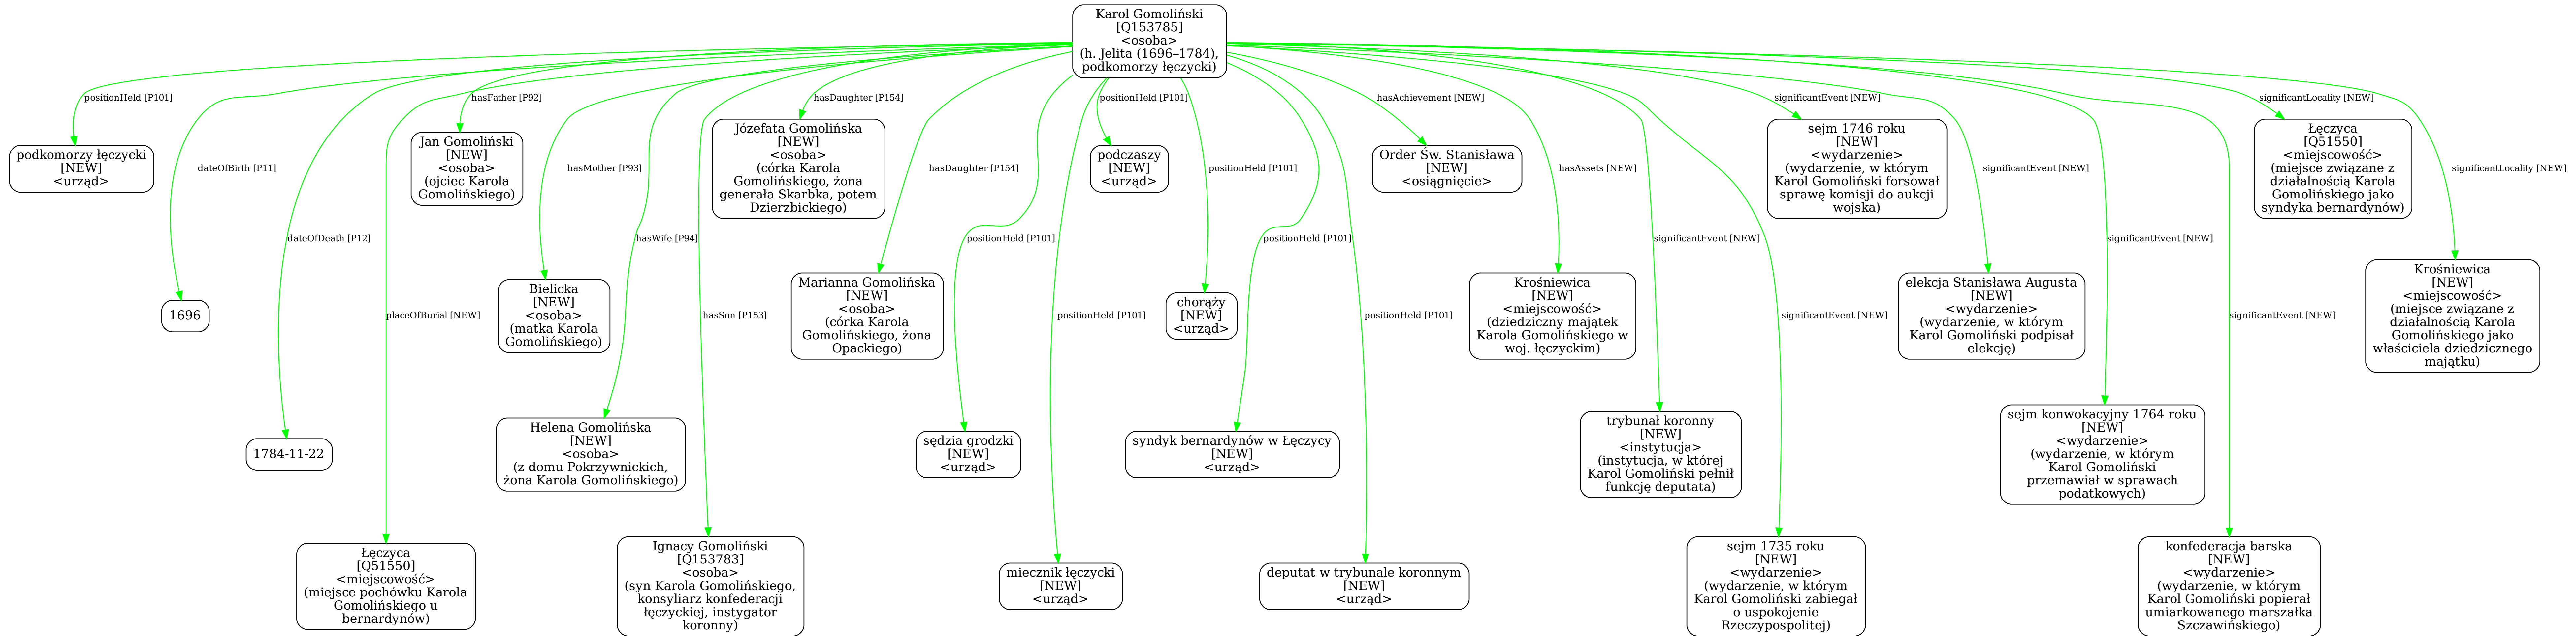 Karol Gomoliński
[Q153785]
<osoba>
(h. Jelita (1696–1784),
podkomorzy łęczycki)
positionHeld [P101]
hasFather [P92]
hasDaughter [P154]
positionHeld [P101]
hasAchievement [NEW]
significantEvent [NEW]
significantLocality [NEW]
podkomorzy łęczycki
[NEW]
<urząd>
dateOfBirth [P11]
Jan Gomoliński
[NEW]
<osoba>
(ojciec Karola
Gomolińskiego)
hasMother [P93]
Józefata Gomolińska
[NEW]
<osoba>
(córka Karola
Gomolińskiego, żona
generała Skarbka, potem
Dzierzbickiego)
hasDaughter [P154]
podczaszy
[NEW]
<urząd>
positionHeld [P101]
Order Św. Stanisława
[NEW]
<osiągnięcie>
hasAssets [NEW]
sejm 1746 roku
[NEW]
<wydarzenie>
(wydarzenie, w którym
Karol Gomoliński forsował
sprawę komisji do aukcji
wojska)
significantEvent [NEW]
Łęczyca
[Q51550]
<miejscowość>
(miejsce związane z
działalnością Karola
Gomolińskiego jako
syndyka bernardynów)
significantLocality [NEW]
dateOfDeath [P12]
hasWife [P94]
positionHeld [P101]
positionHeld [P101]
significantEvent [NEW]
significantEvent [NEW]
1696
placeOfBurial [NEW]
Bielicka
[NEW]
<osoba>
(matka Karola
Gomolińskiego)
hasSon [P153]
Marianna Gomolińska
[NEW]
<osoba>
(córka Karola
Gomolińskiego, żona
Opackiego)
positionHeld [P101]
chorąży
[NEW]
<urząd>
positionHeld [P101]
Krośniewica
[NEW]
<miejscowość>
(dziedziczny majątek
Karola Gomolińskiego w
woj. łęczyckim)
significantEvent [NEW]
elekcja Stanisława Augusta
[NEW]
<wydarzenie>
(wydarzenie, w którym
Karol Gomoliński podpisał
elekcję)
significantEvent [NEW]
Krośniewica
[NEW]
<miejscowość>
(miejsce związane z
działalnością Karola
Gomolińskiego jako
właściciela dziedzicznego
majątku)
1784-11-22
Helena Gomolińska
[NEW]
<osoba>
(z domu Pokrzywnickich,
żona Karola Gomolińskiego)
sędzia grodzki
[NEW]
<urząd>
syndyk bernardynów w Łęczycy
[NEW]
<urząd>
trybunał koronny
[NEW]
<instytucja>
(instytucja, w której
Karol Gomoliński pełnił
funkcję deputata)
sejm konwokacyjny 1764 roku
[NEW]
<wydarzenie>
(wydarzenie, w którym
Karol Gomoliński
przemawiał w sprawach
podatkowych)
Łęczyca
[Q51550]
<miejscowość>
(miejsce pochówku Karola
Gomolińskiego u
bernardynów)
Ignacy Gomoliński
[Q153783]
<osoba>
(syn Karola Gomolińskiego,
konsyliarz konfederacji
łęczyckiej, instygator
koronny)
miecznik łęczycki
[NEW]
<urząd>
deputat w trybunale koronnym
[NEW]
<urząd>
sejm 1735 roku
[NEW]
<wydarzenie>
(wydarzenie, w którym
Karol Gomoliński zabiegał
o uspokojenie
Rzeczypospolitej)
konfederacja barska
[NEW]
<wydarzenie>
(wydarzenie, w którym
Karol Gomoliński popierał
umiarkowanego marszałka
Szczawińskiego)